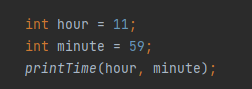 int hour = 11;
int minute = 59;
printTime(hour, minute);